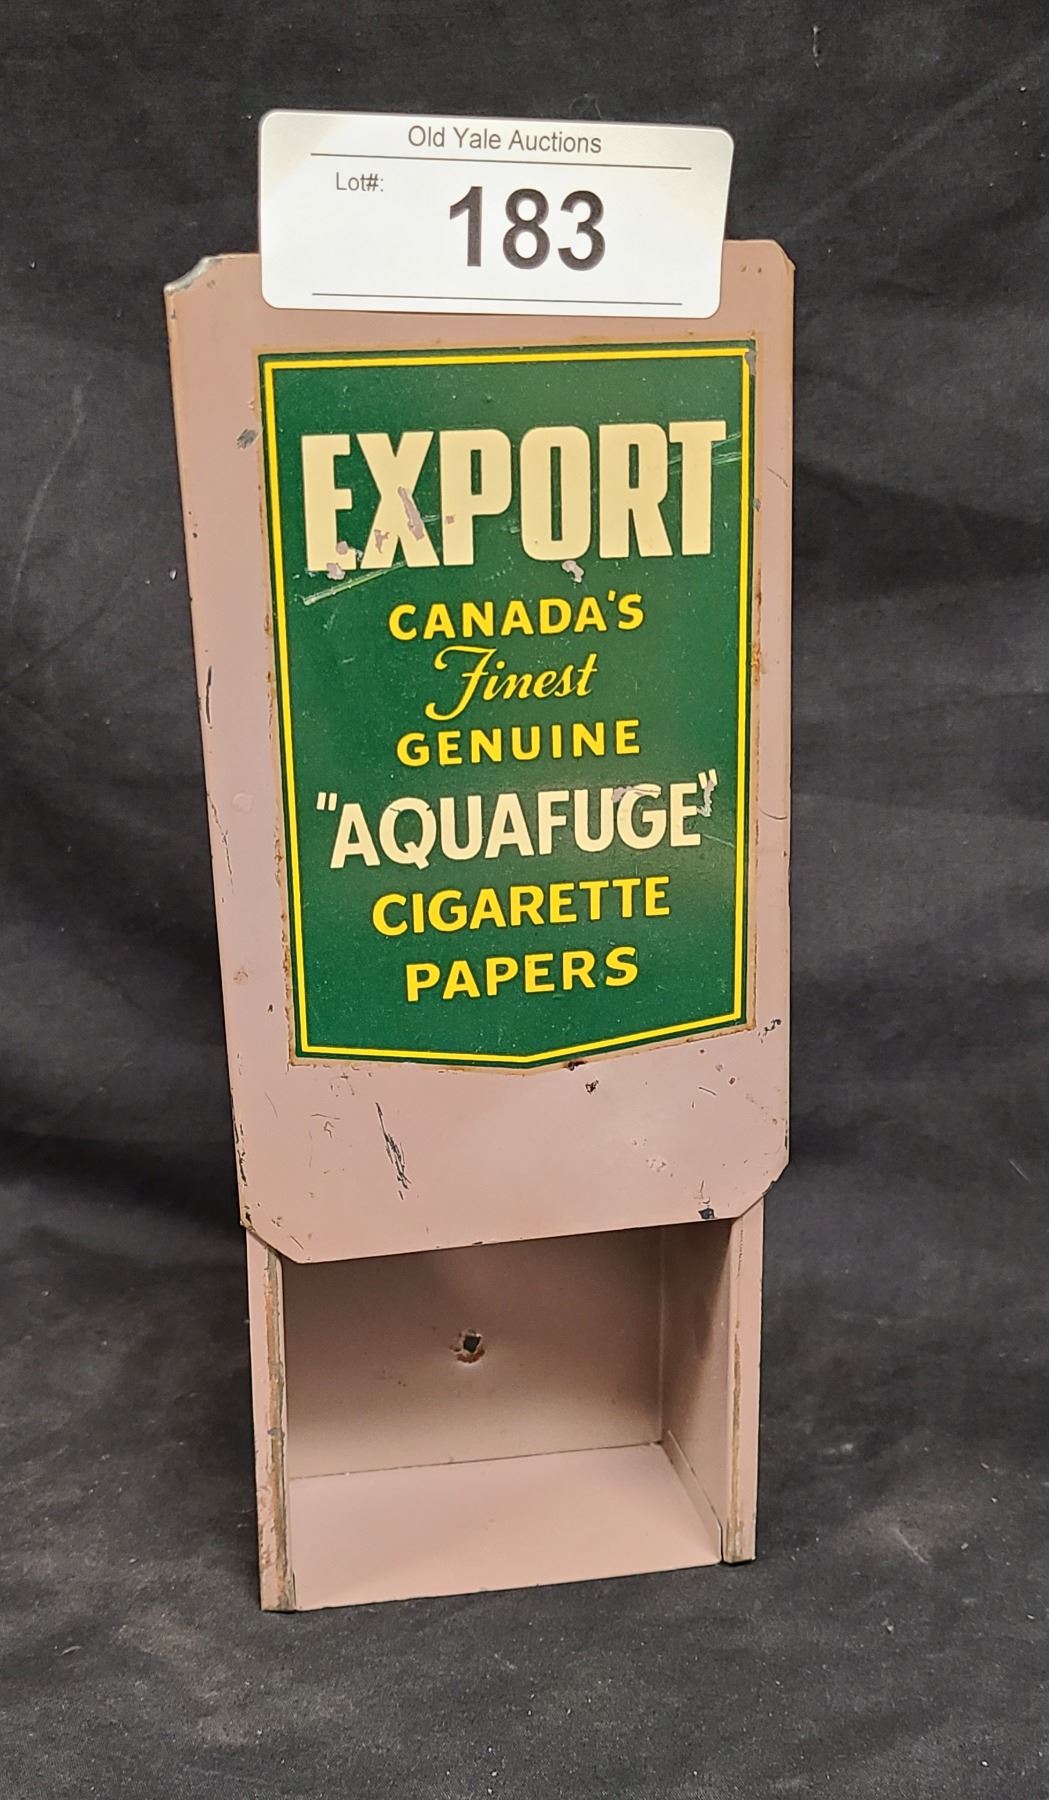 Old Yale Auctions
Lot#: 183
EXPORT
CANADA'S
Finest
GENUINE
"AQUAFUGE"
CIGARETTE
PAPERS